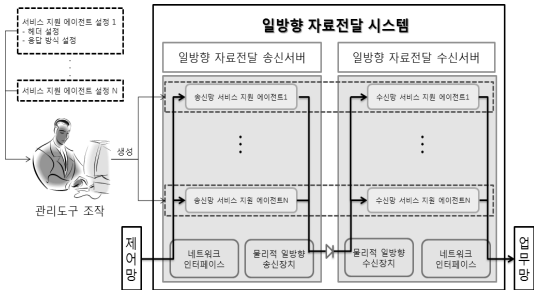 서비스 지원 에이전트 설정 1
- 헤더 설정
- 응답 방식 설정
서비스 지원 에이전트 설정 N
관리도구 조작
생성
일방향 자료전달 시스템
일방향 자료전달 송신서버
일방향 자료전달 수신서버
송신망 서비스 지원 에이전트1
수신망 서비스 지원 에이전트1
송신망 서비스 지원 에이전트N
수신망 서비스 지원 에이전트N
제어망
네트워크
인터페이스
물리적 일방향
송신장치
물리적 일방향
수신장치
네트워크
인터페이스
업무망